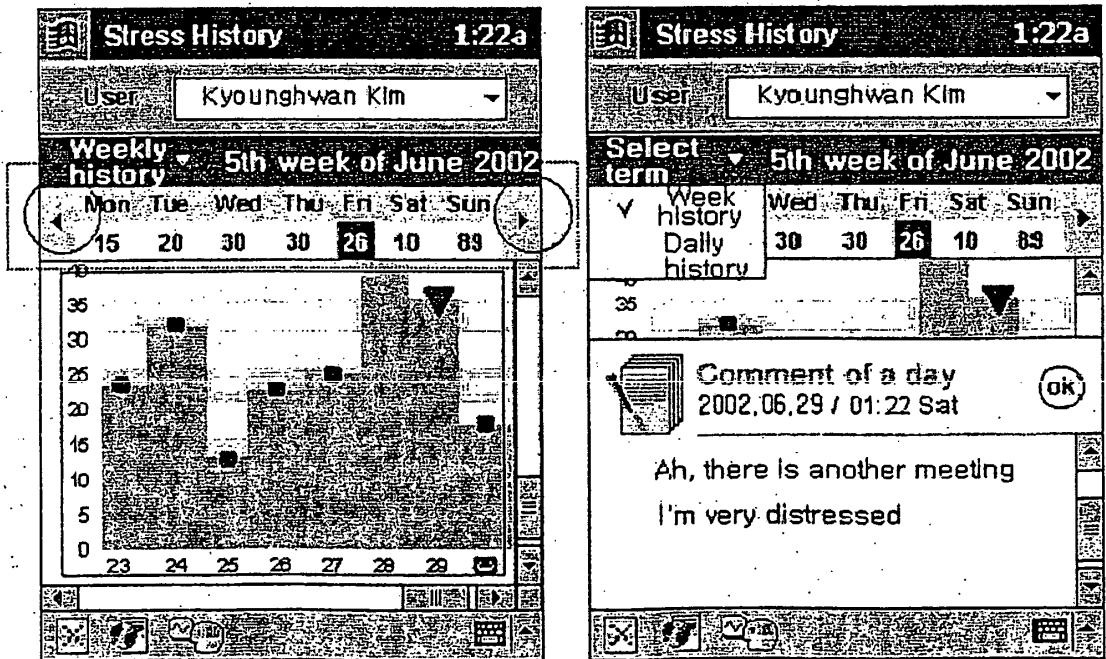 Stress History 1:22a
User Kyounghwan Kim
Weekly history 5th week of June 2002
Mon Tue Wed Thu Fri Sat Sun
15 20 30 30 26 10 89
40
35
30
25
20
15
10
5
0
23 24 25 26 27 28 29
Stress History 1:22a
User Kyounghwan Kim
Select term 5th week of June 2002
Week history
Daily history
Wed Thu Fri Sat Sun
30 30 26 10 89
35
30
Comment of a day
2002.06.29 / 01:22 Sat
ok
Ah, there is another meeting
I'm very distressed